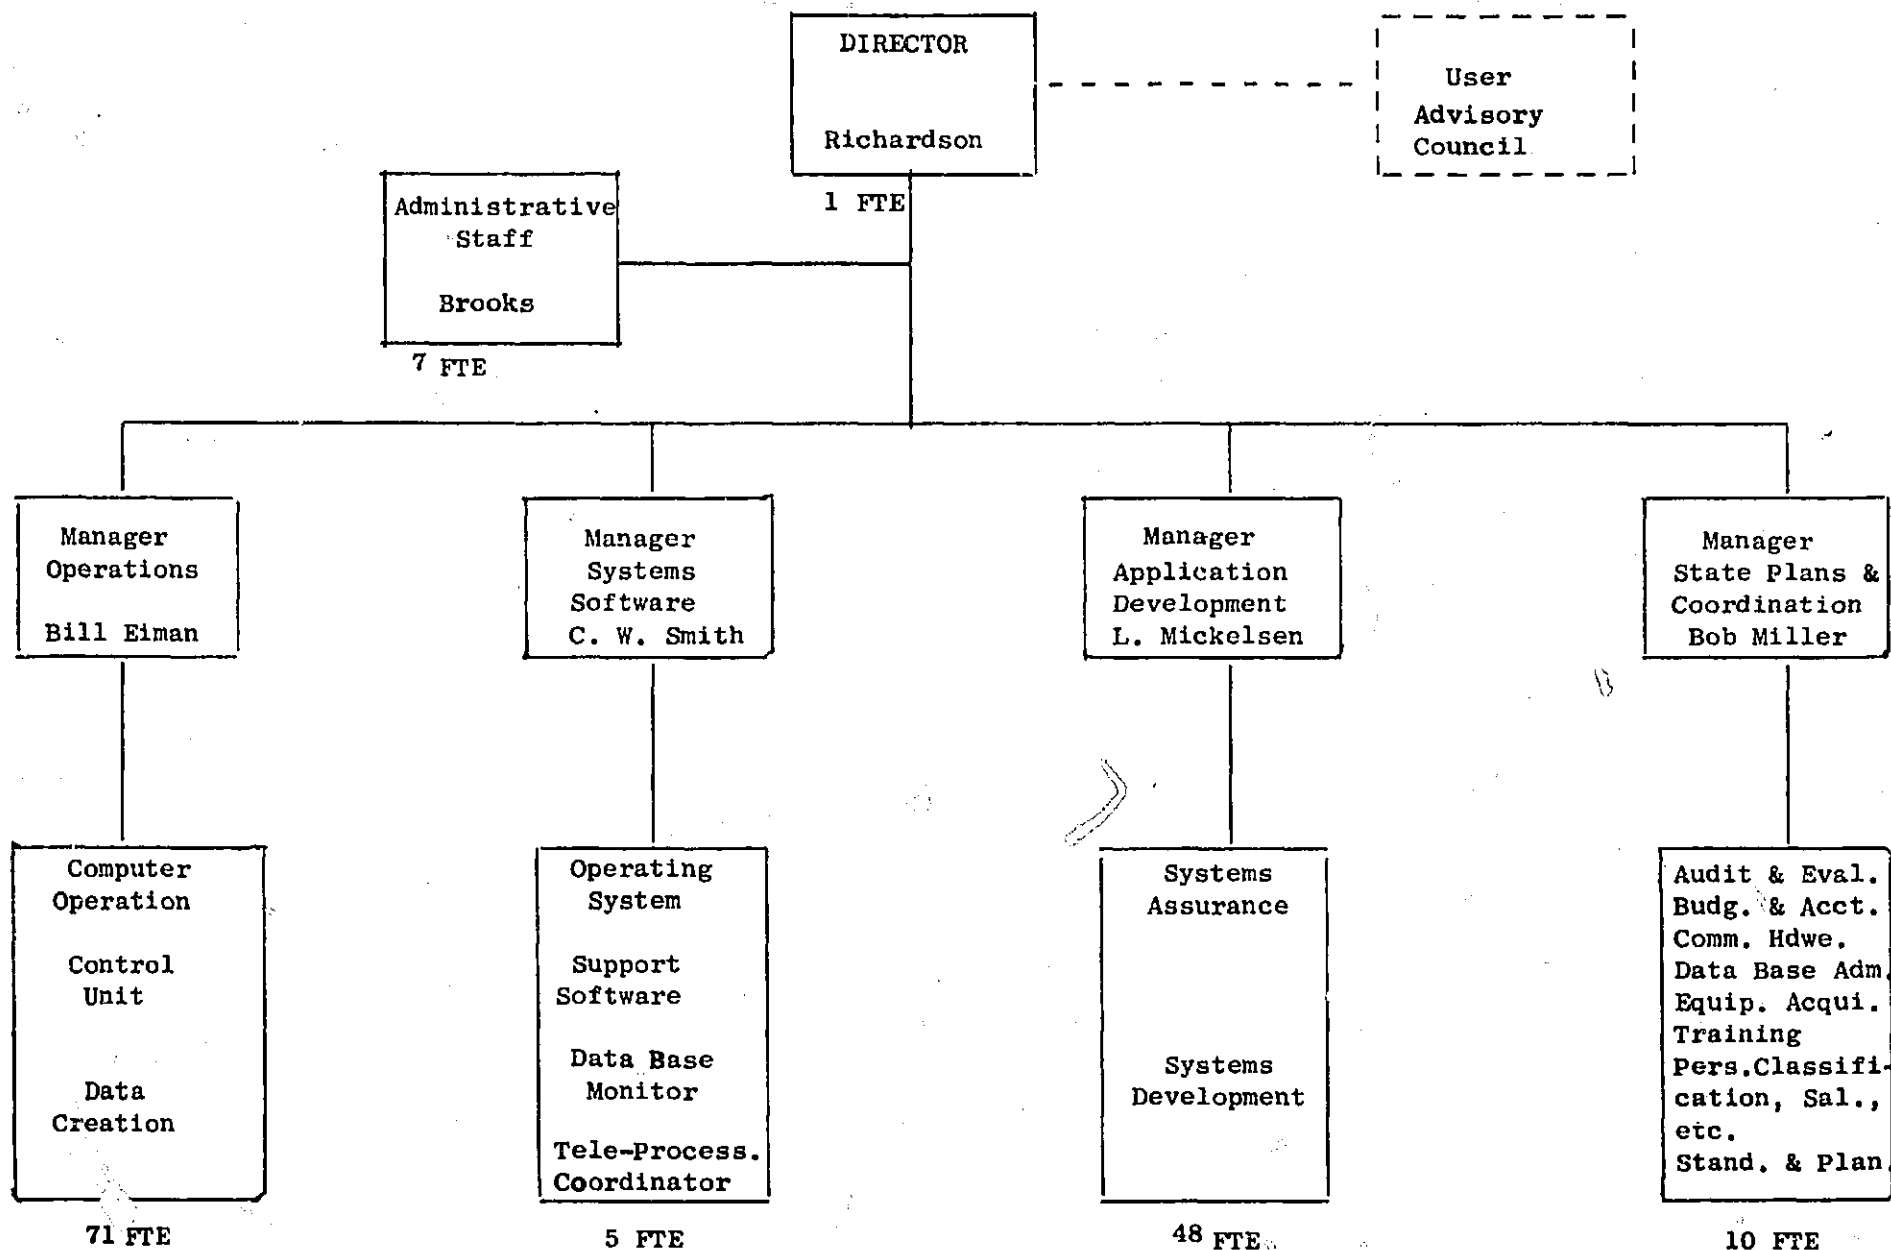 DIRECTOR
Richardson
1 FTE
User
Advisory
Council
Administrative
Staff
Brooks
7 FTE
Manager
Operations
Bill Eiman
Manager
Systems
Software
C. W. Smith
Manager
Application
Development
L. Mickelsen
Manager
State Plans &
Coordination
Bob Miller
Computer
Operation
Control
Unit
Data
Creation
71 FTE
Operating
System
Support
Software
Data Base
Monitor
Tele-Process.
Coordinator
5 FTE
Systems
Assurance
Systems
Development
48 FTE
Audit & Eval.
Budg. & Acct.
Comm. Hdwe.
Data Base Adm.
Equip. Acqui.
Training
Pers.Classifi-
cation, Sal.,
etc.
Stand. & Plan.
10 FTE